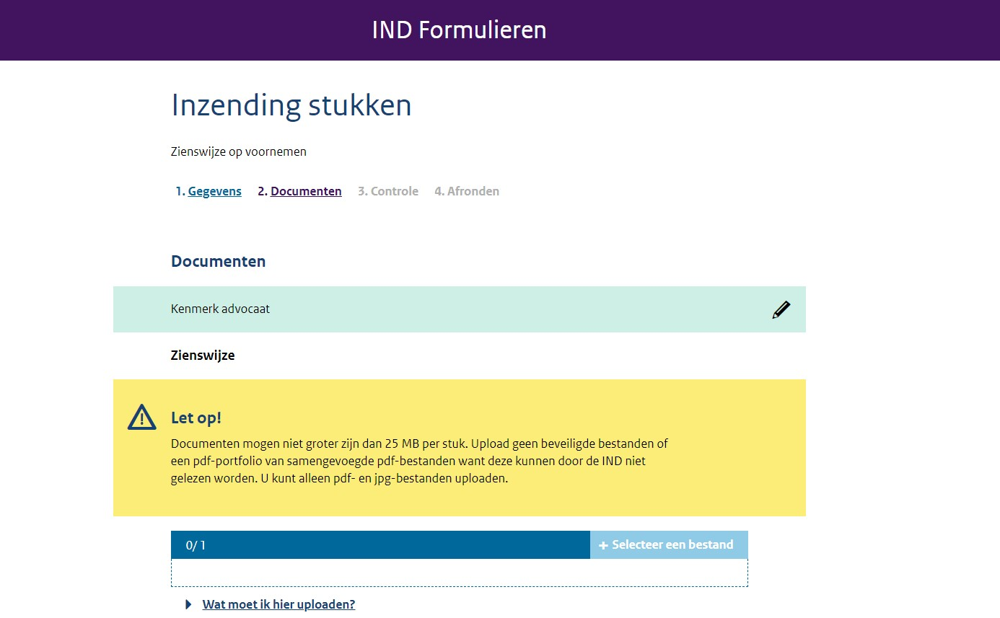 IND Formulieren
Inzending stukken
Zienswijze op voornemen
1. Gegevens 2. Documenten 3. Controle 4. Afronden
Documenten
Kenmerk advocaat
Zienswijze
Let op!
Documenten mogen niet groter zijn dan 25 MB per stuk. Upload geen beveiligde bestanden of
een pdf-portfolio van samengevoegde pdf-bestanden want deze kunnen door de IND niet
gelezen worden. U kunt alleen pdf- en jpg-bestanden uploaden.
0/ 1 + Selecteer een bestand
Wat moet ik hier uploaden?